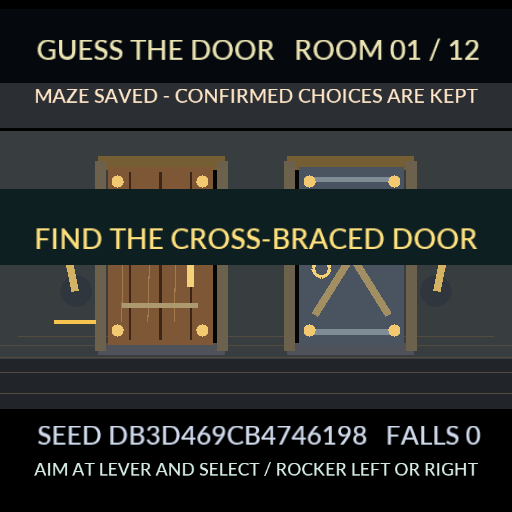 GUESS THE DOOR   ROOM 01 / 12
MAZE SAVED - CONFIRMED CHOICES ARE KEPT
FIND THE CROSS-BRACED DOOR
SEED DB3D469CB4746198   FALLS 0
AIM AT LEVER AND SELECT / ROCKER LEFT OR RIGHT